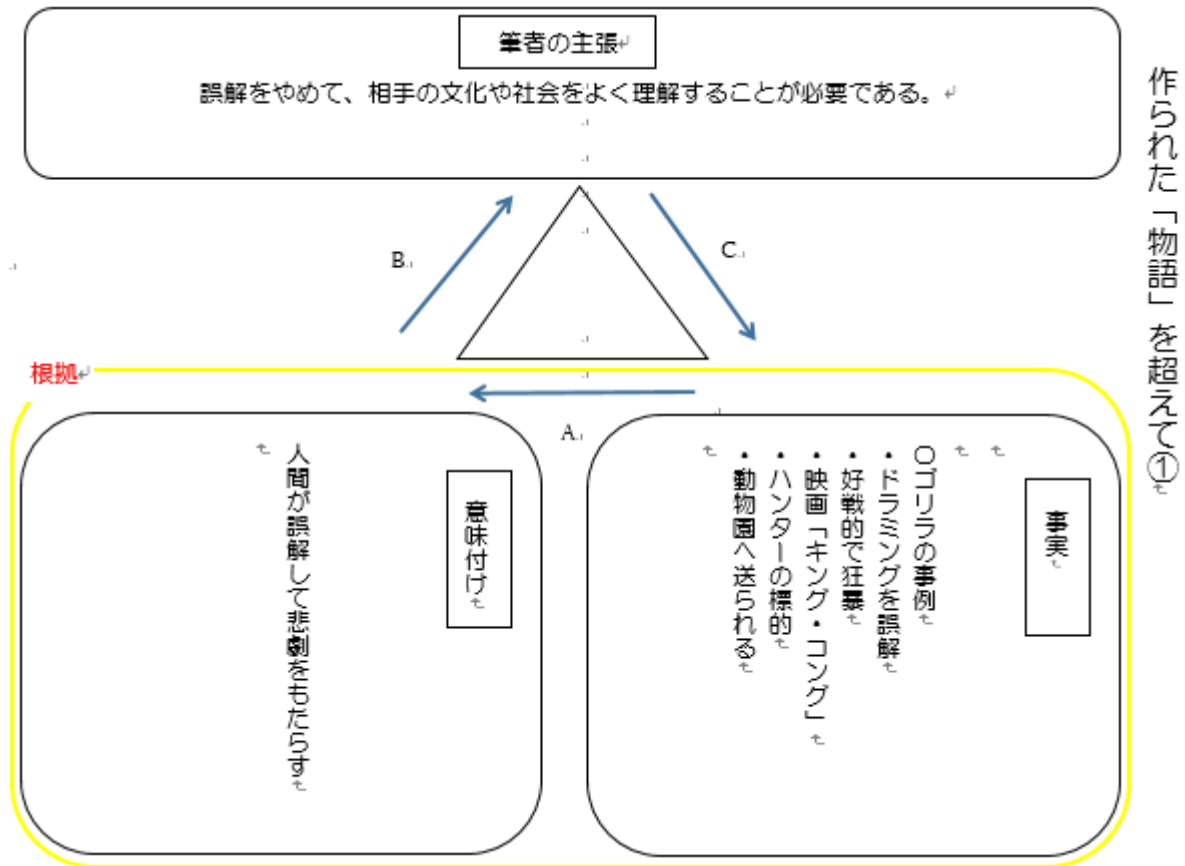 作られた「物語」を超えて①
筆者の主張
誤解をやめて、相手の文化や社会をよく理解することが必要である。
B
C
根拠
A
事実
〇ゴリラの事例
・ドラミングを誤解
・好戦的で狂暴
・映画「キング・コング」
・ハンターの標的
・動物園へ送られる
意味付け
人間が誤解して悲劇をもたらす